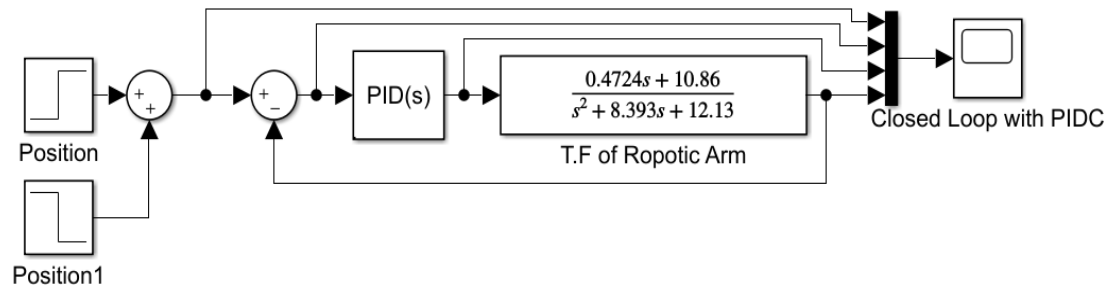 Position
Position1
+
+
+
−
PID(s)
0.4724s + 10.86
s² + 8.393s + 12.13
T.F of Ropotic Arm
Closed Loop with PIDC